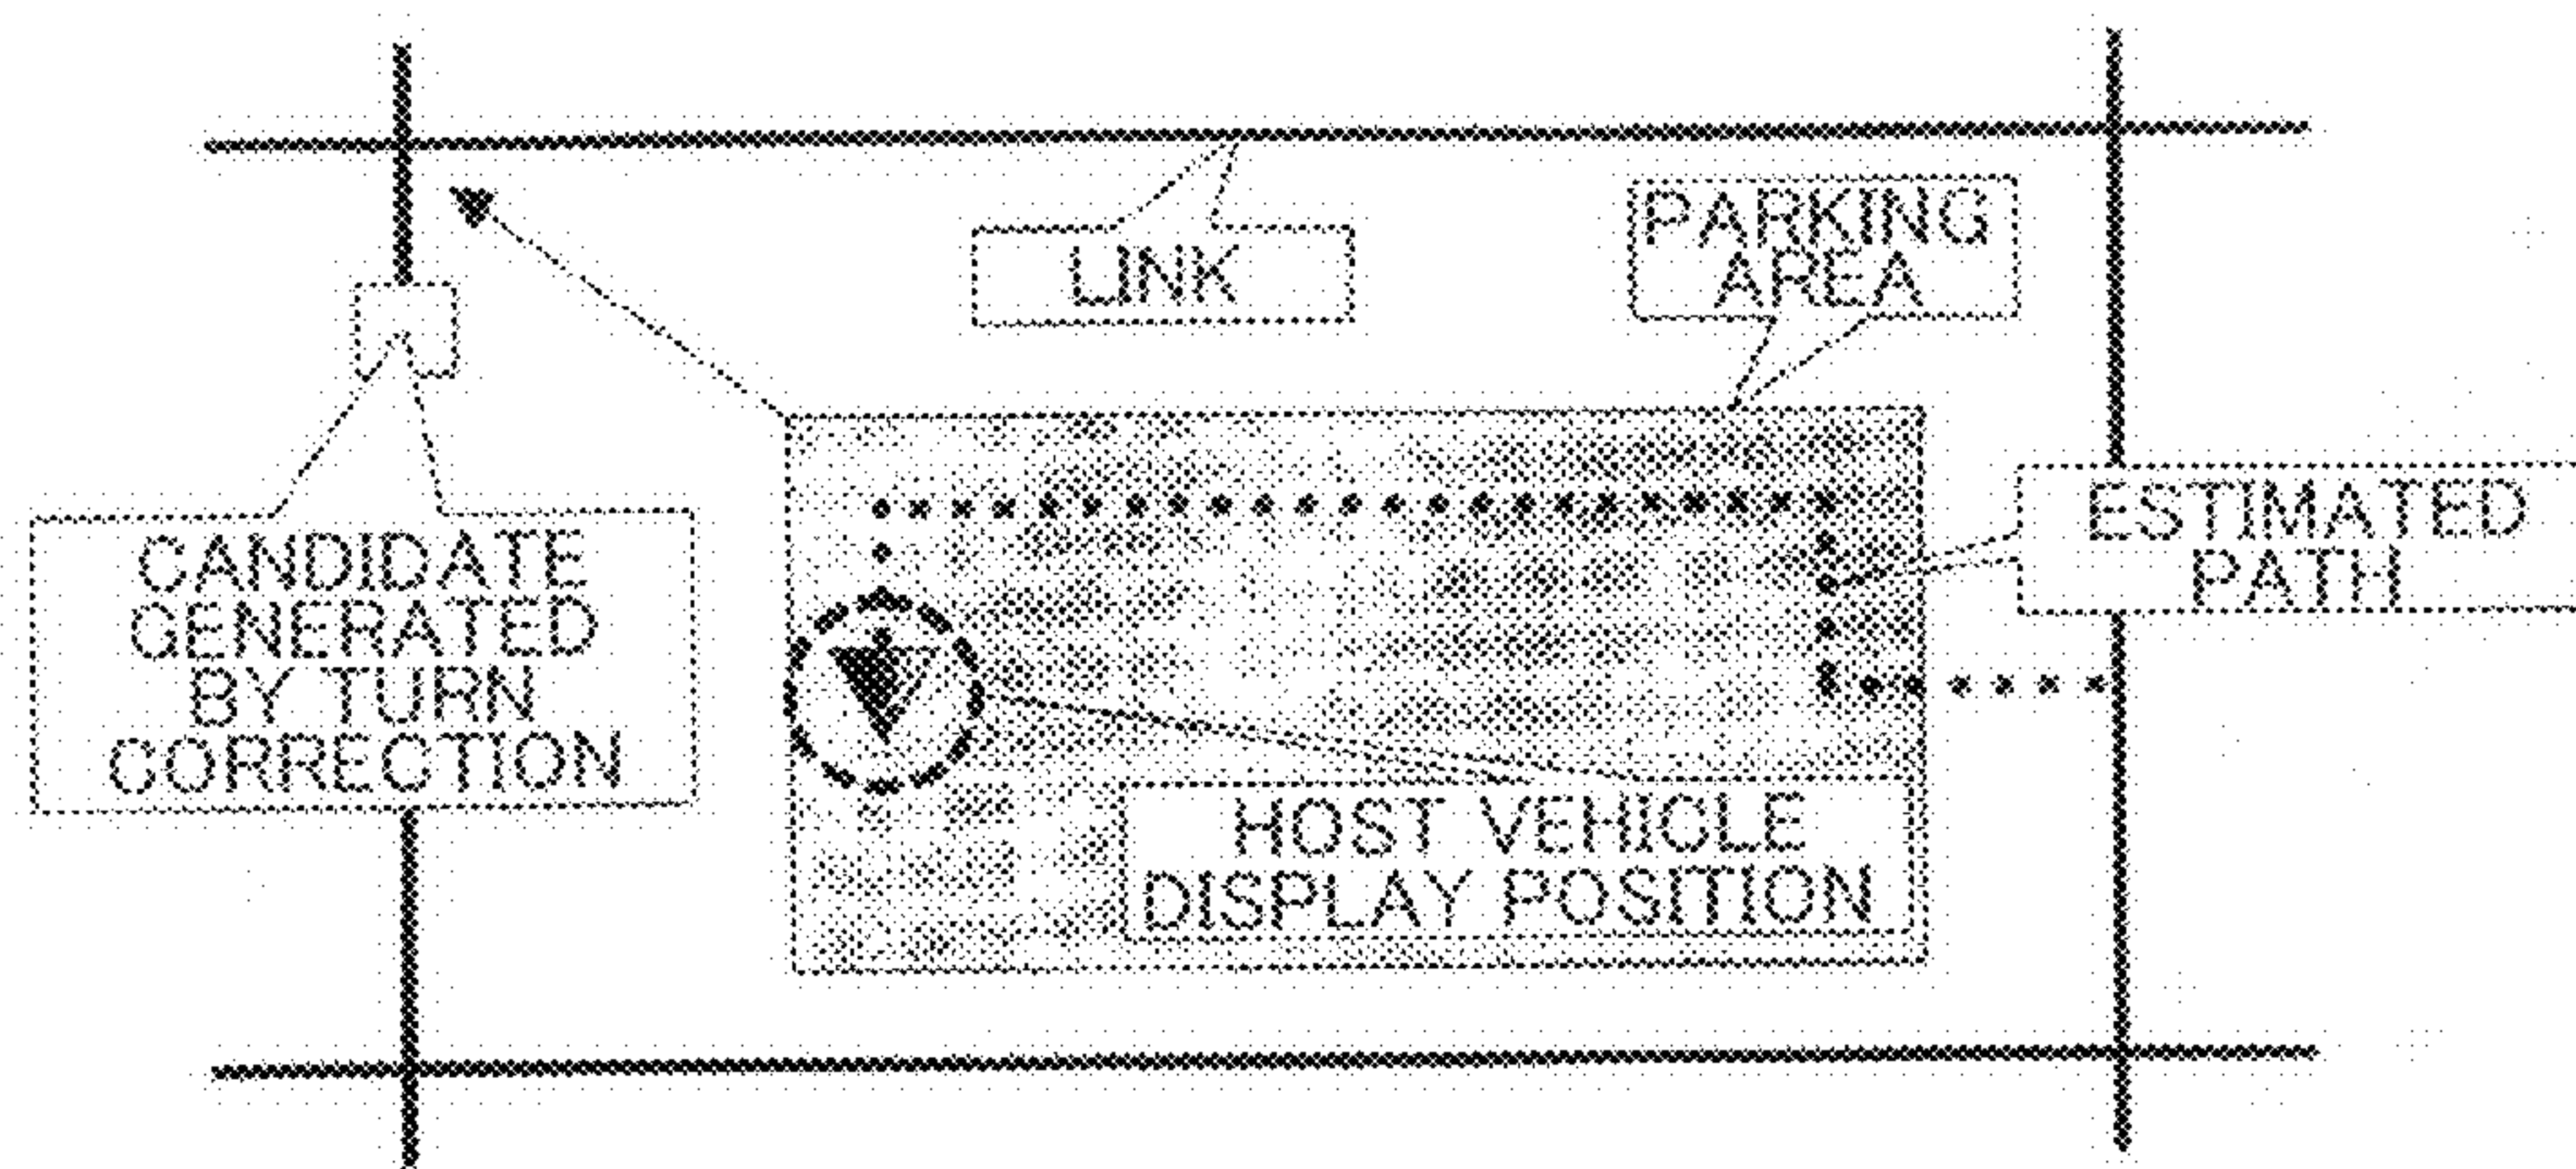 LINK
PARKING
AREA
ESTIMATED
PATH
CANDIDATE
GENERATED
BY TURN
CORRECTION
HOST VEHICLE
DISPLAY POSITION